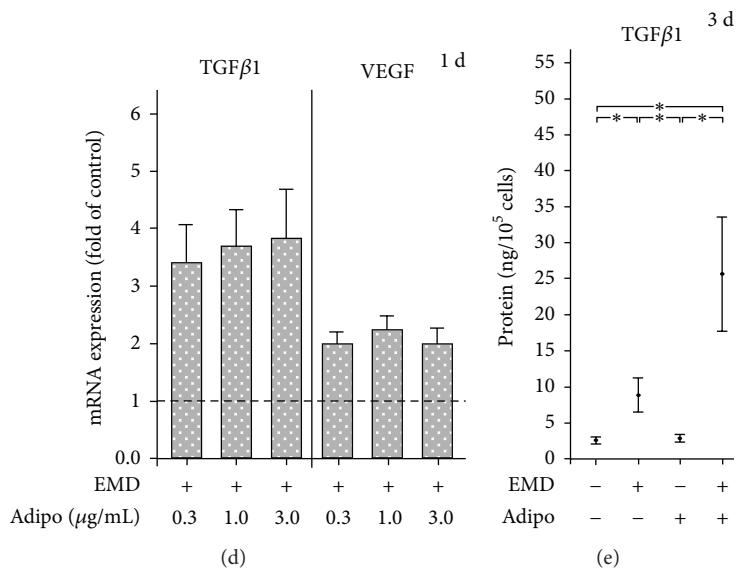 TGFβ1
VEGF
1 d
mRNA expression (fold of control)
6
5
4
3
2
1
0.0
EMD + + + + + +
Adipo (μg/mL) 0.3 1.0 3.0 0.3 1.0 3.0
(d)
TGFβ1
3 d
Protein (ng/10⁵ cells)
55
50
45
40
35
30
25
20
15
10
5
0
*
* * *
EMD − + − +
Adipo − − + +
(e)